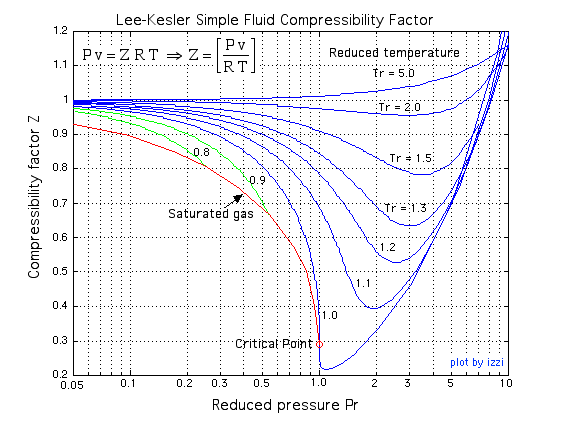 Lee-Kesler Simple Fluid Compressibility Factor
1.2
Pv = Z RT ⇒ Z = [Pv/RT]
Reduced temperature
1.1
Tr = 5.0
1
Tr = 2.0
0.9
0.8
Tr = 1.5
0.8
0.9
0.7
Saturated gas
Tr = 1.3
0.6
1.2
0.5
1.1
0.4
1.0
0.3
Critical Point
plot by izzi
0.2
Compressibility factor Z
0.05 0.1 0.2 0.3 0.5 1.0 2 3 5 10
Reduced pressure Pr